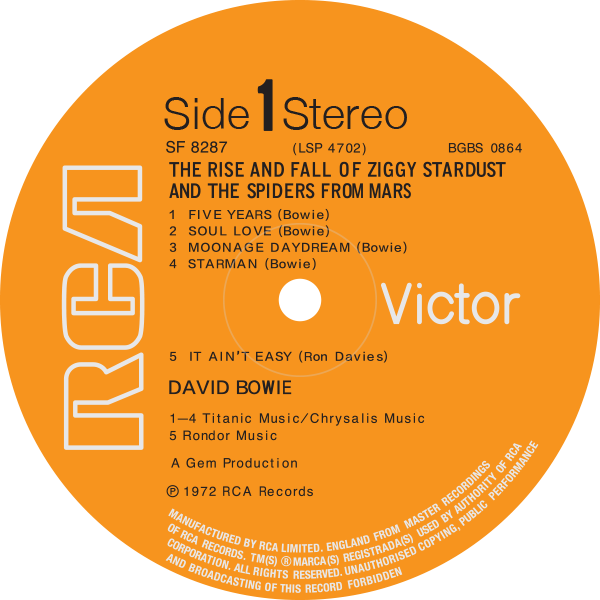 Side 1 Stereo
SF 8287 (LSP 4702) BGBS 0864
THE RISE AND FALL OF ZIGGY STARDUST
AND THE SPIDERS FROM MARS
1 FIVE YEARS (Bowie)
2 SOUL LOVE (Bowie)
3 MOONAGE DAYDREAM (Bowie)
4 STARMAN (Bowie)
RCA
Victor
5 IT AIN'T EASY (Ron Davies)
DAVID BOWIE
1—4 Titanic Music/Chrysalis Music
5 Rondor Music
A Gem Production
℗ 1972 RCA Records
MANUFACTURED BY RCA LIMITED. ENGLAND FROM MASTER RECORDINGS
OF RCA RECORDS. TM(S) ® MARCA(S) REGISTRADA(S) USED BY AUTHORITY OF RCA
CORPORATION. ALL RIGHTS RESERVED. UNAUTHORISED COPYING, PUBLIC PERFORMANCE
AND BROADCASTING OF THIS RECORD FORBIDDEN